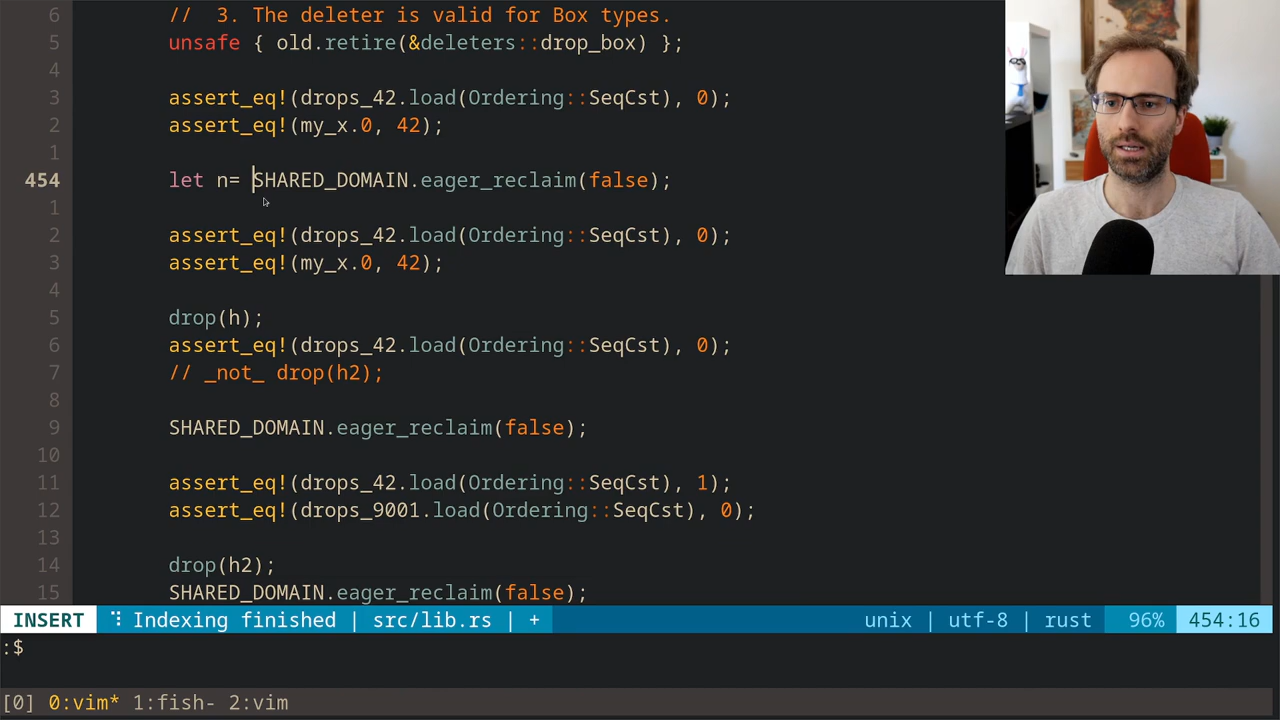 6 //  3. The deleter is valid for Box types.
5 unsafe { old.retire(&deleters::drop_box) };
4
3 assert_eq!(drops_42.load(Ordering::SeqCst), 0);
2 assert_eq!(my_x.0, 42);
1
454 let n= SHARED_DOMAIN.eager_reclaim(false);
1
2 assert_eq!(drops_42.load(Ordering::SeqCst), 0);
3 assert_eq!(my_x.0, 42);
4
5 drop(h);
6 assert_eq!(drops_42.load(Ordering::SeqCst), 0);
7 // _not_ drop(h2);
8
9 SHARED_DOMAIN.eager_reclaim(false);
10
11 assert_eq!(drops_42.load(Ordering::SeqCst), 1);
12 assert_eq!(drops_9001.load(Ordering::SeqCst), 0);
13
14 drop(h2);
15 SHARED_DOMAIN.eager_reclaim(false);
INSERT ⠹ Indexing finished | src/lib.rs | + unix | utf-8 | rust 96% 454:16
:$
[0] 0:vim* 1:fish- 2:vim